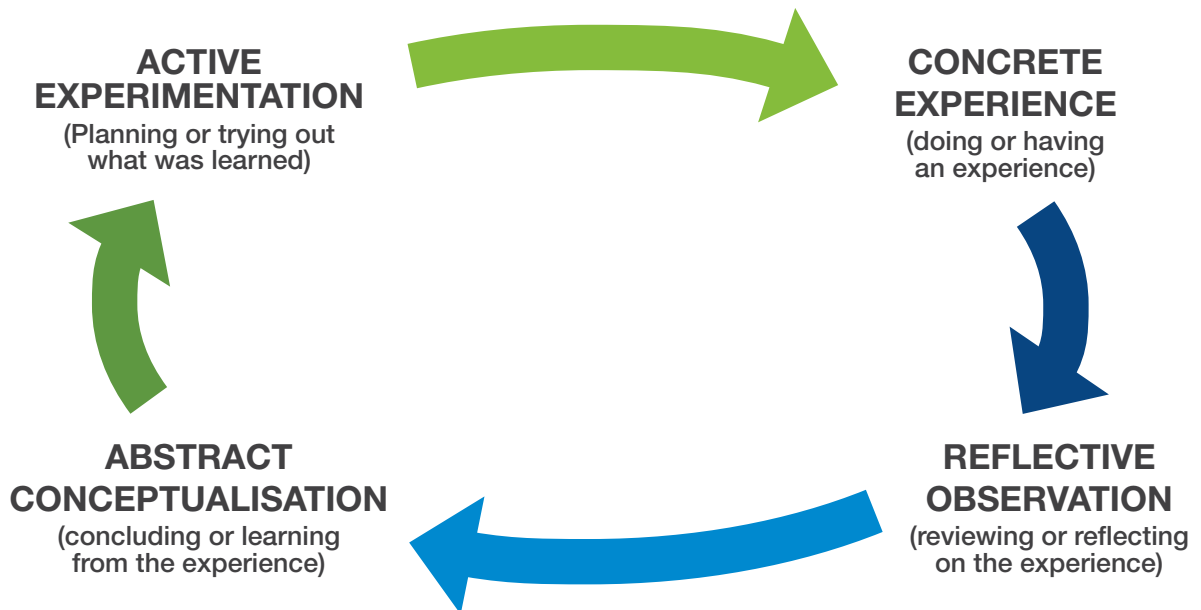 ACTIVE
EXPERIMENTATION
(Planning or trying out
what was learned)
CONCRETE
EXPERIENCE
(doing or having
an experience)
REFLECTIVE
OBSERVATION
(reviewing or reflecting
on the experience)
ABSTRACT
CONCEPTUALISATION
(concluding or learning
from the experience)